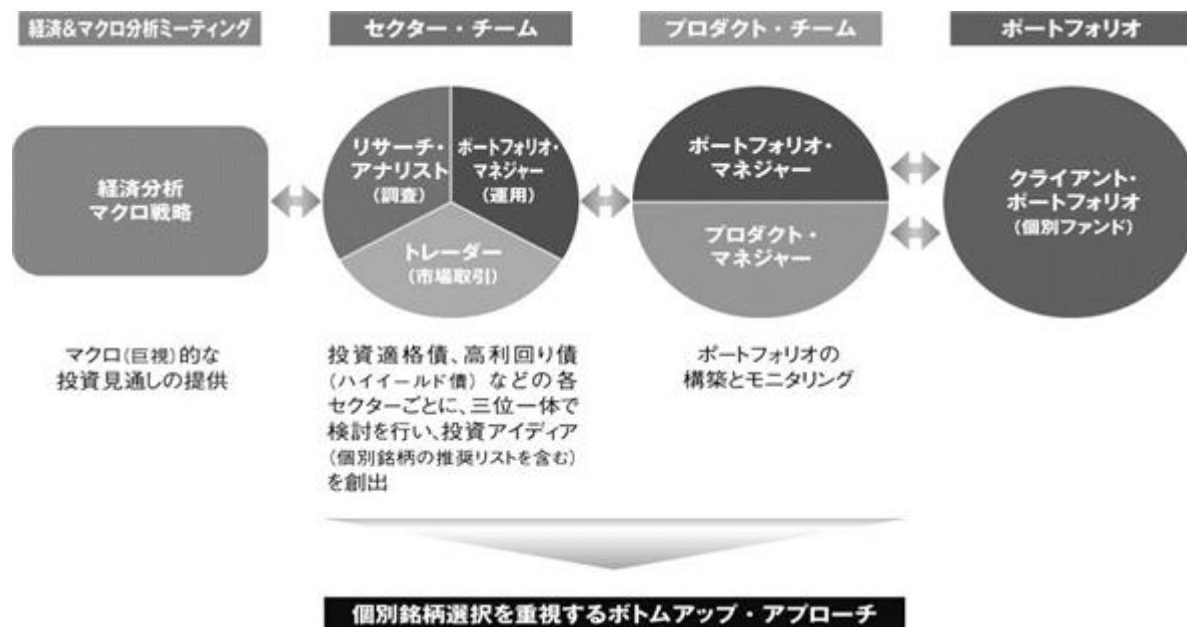 経済&マクロ分析ミーティング
セクター・チーム
プロダクト・チーム
ポートフォリオ
経済分析
マクロ戦略
リサーチ・
アナリスト
(調査)
ポートフォリオ・
マネジャー
(運用)
トレーダー
(市場取引)
ポートフォリオ・
マネジャー
プロダクト・
マネジャー
クライアント・
ポートフォリオ
(個別ファンド)
マクロ(巨視)的な
投資見通しの提供
投資適格債、高利回り債
(ハイイールド債)などの各
セクターごとに、三位一体で
検討を行い、投資アイディア
(個別銘柄の推奨リストを含む)
を創出
ポートフォリオの
構築とモニタリング
個別銘柄選択を重視するボトムアップ・アプローチ